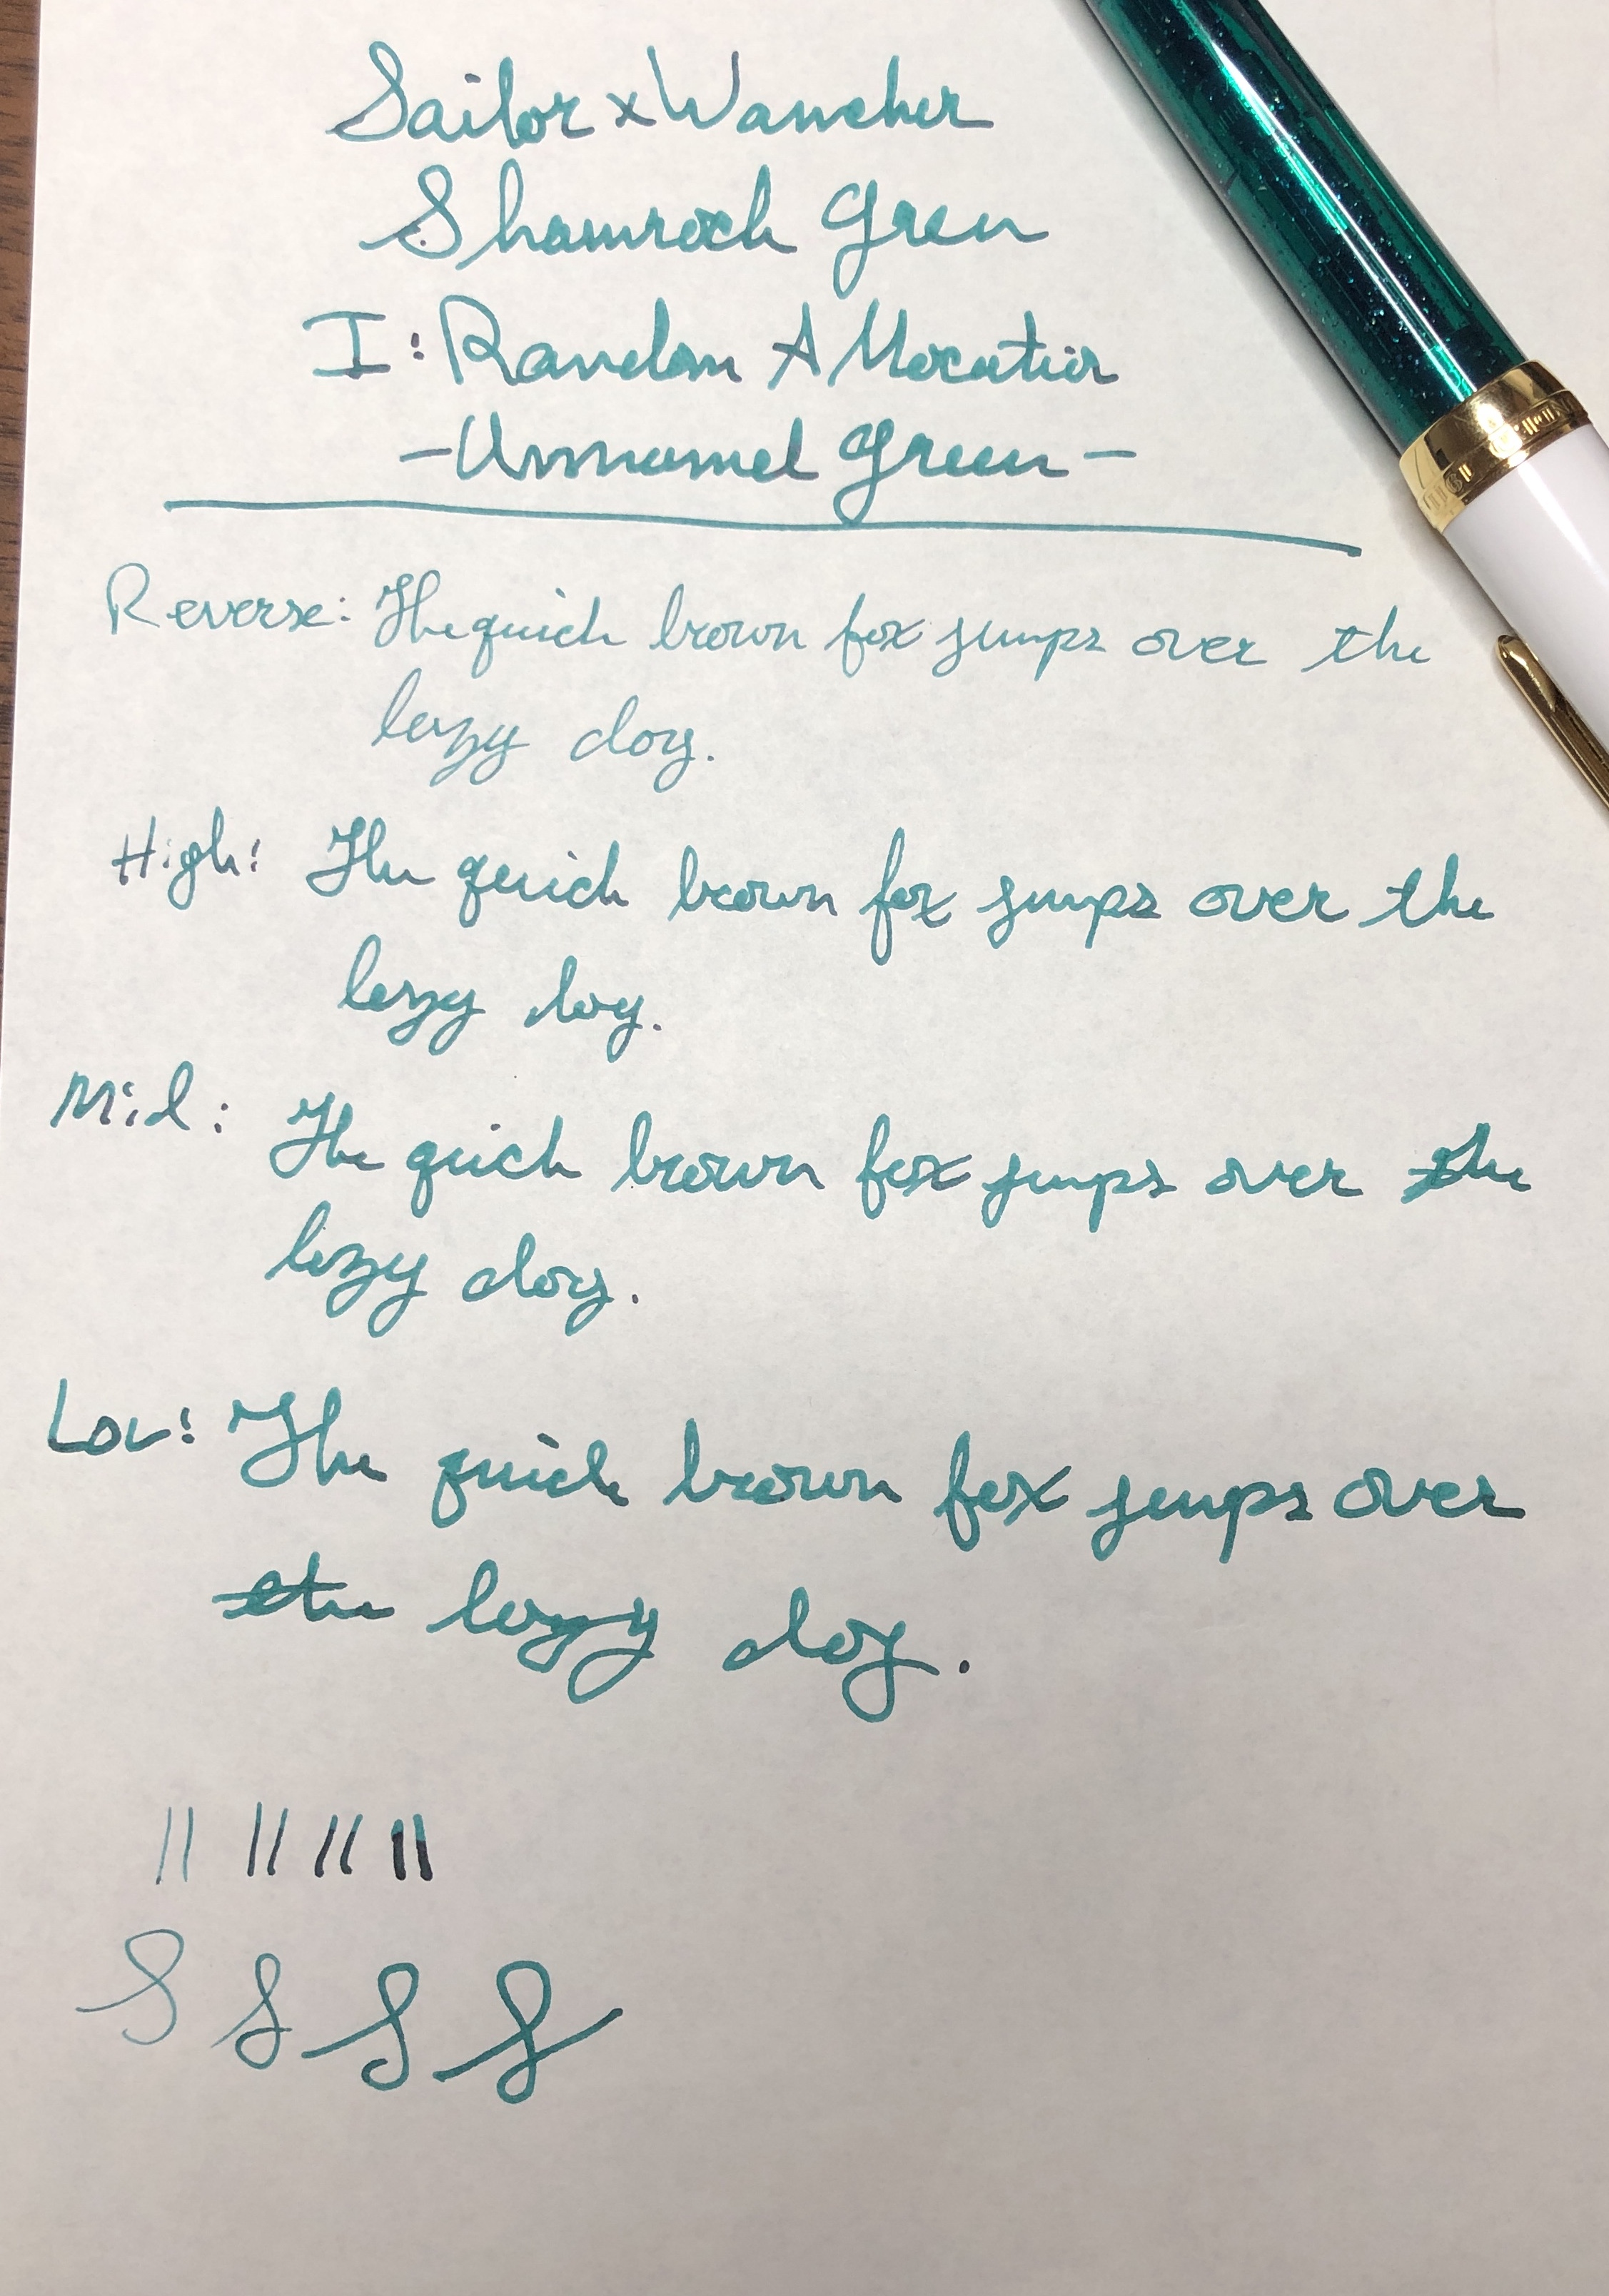 Sailor x Wancher
Shamrock Green
I: Random Allocation
- Unnamed Green -
Reverse: The quick brown fox jumps over the
lazy dog.
High: The quick brown fox jumps over the
lazy dog.
Mid: The quick brown fox jumps over the
lazy dog.
Low: The quick brown fox jumps over
the lazy dog.
S S S S